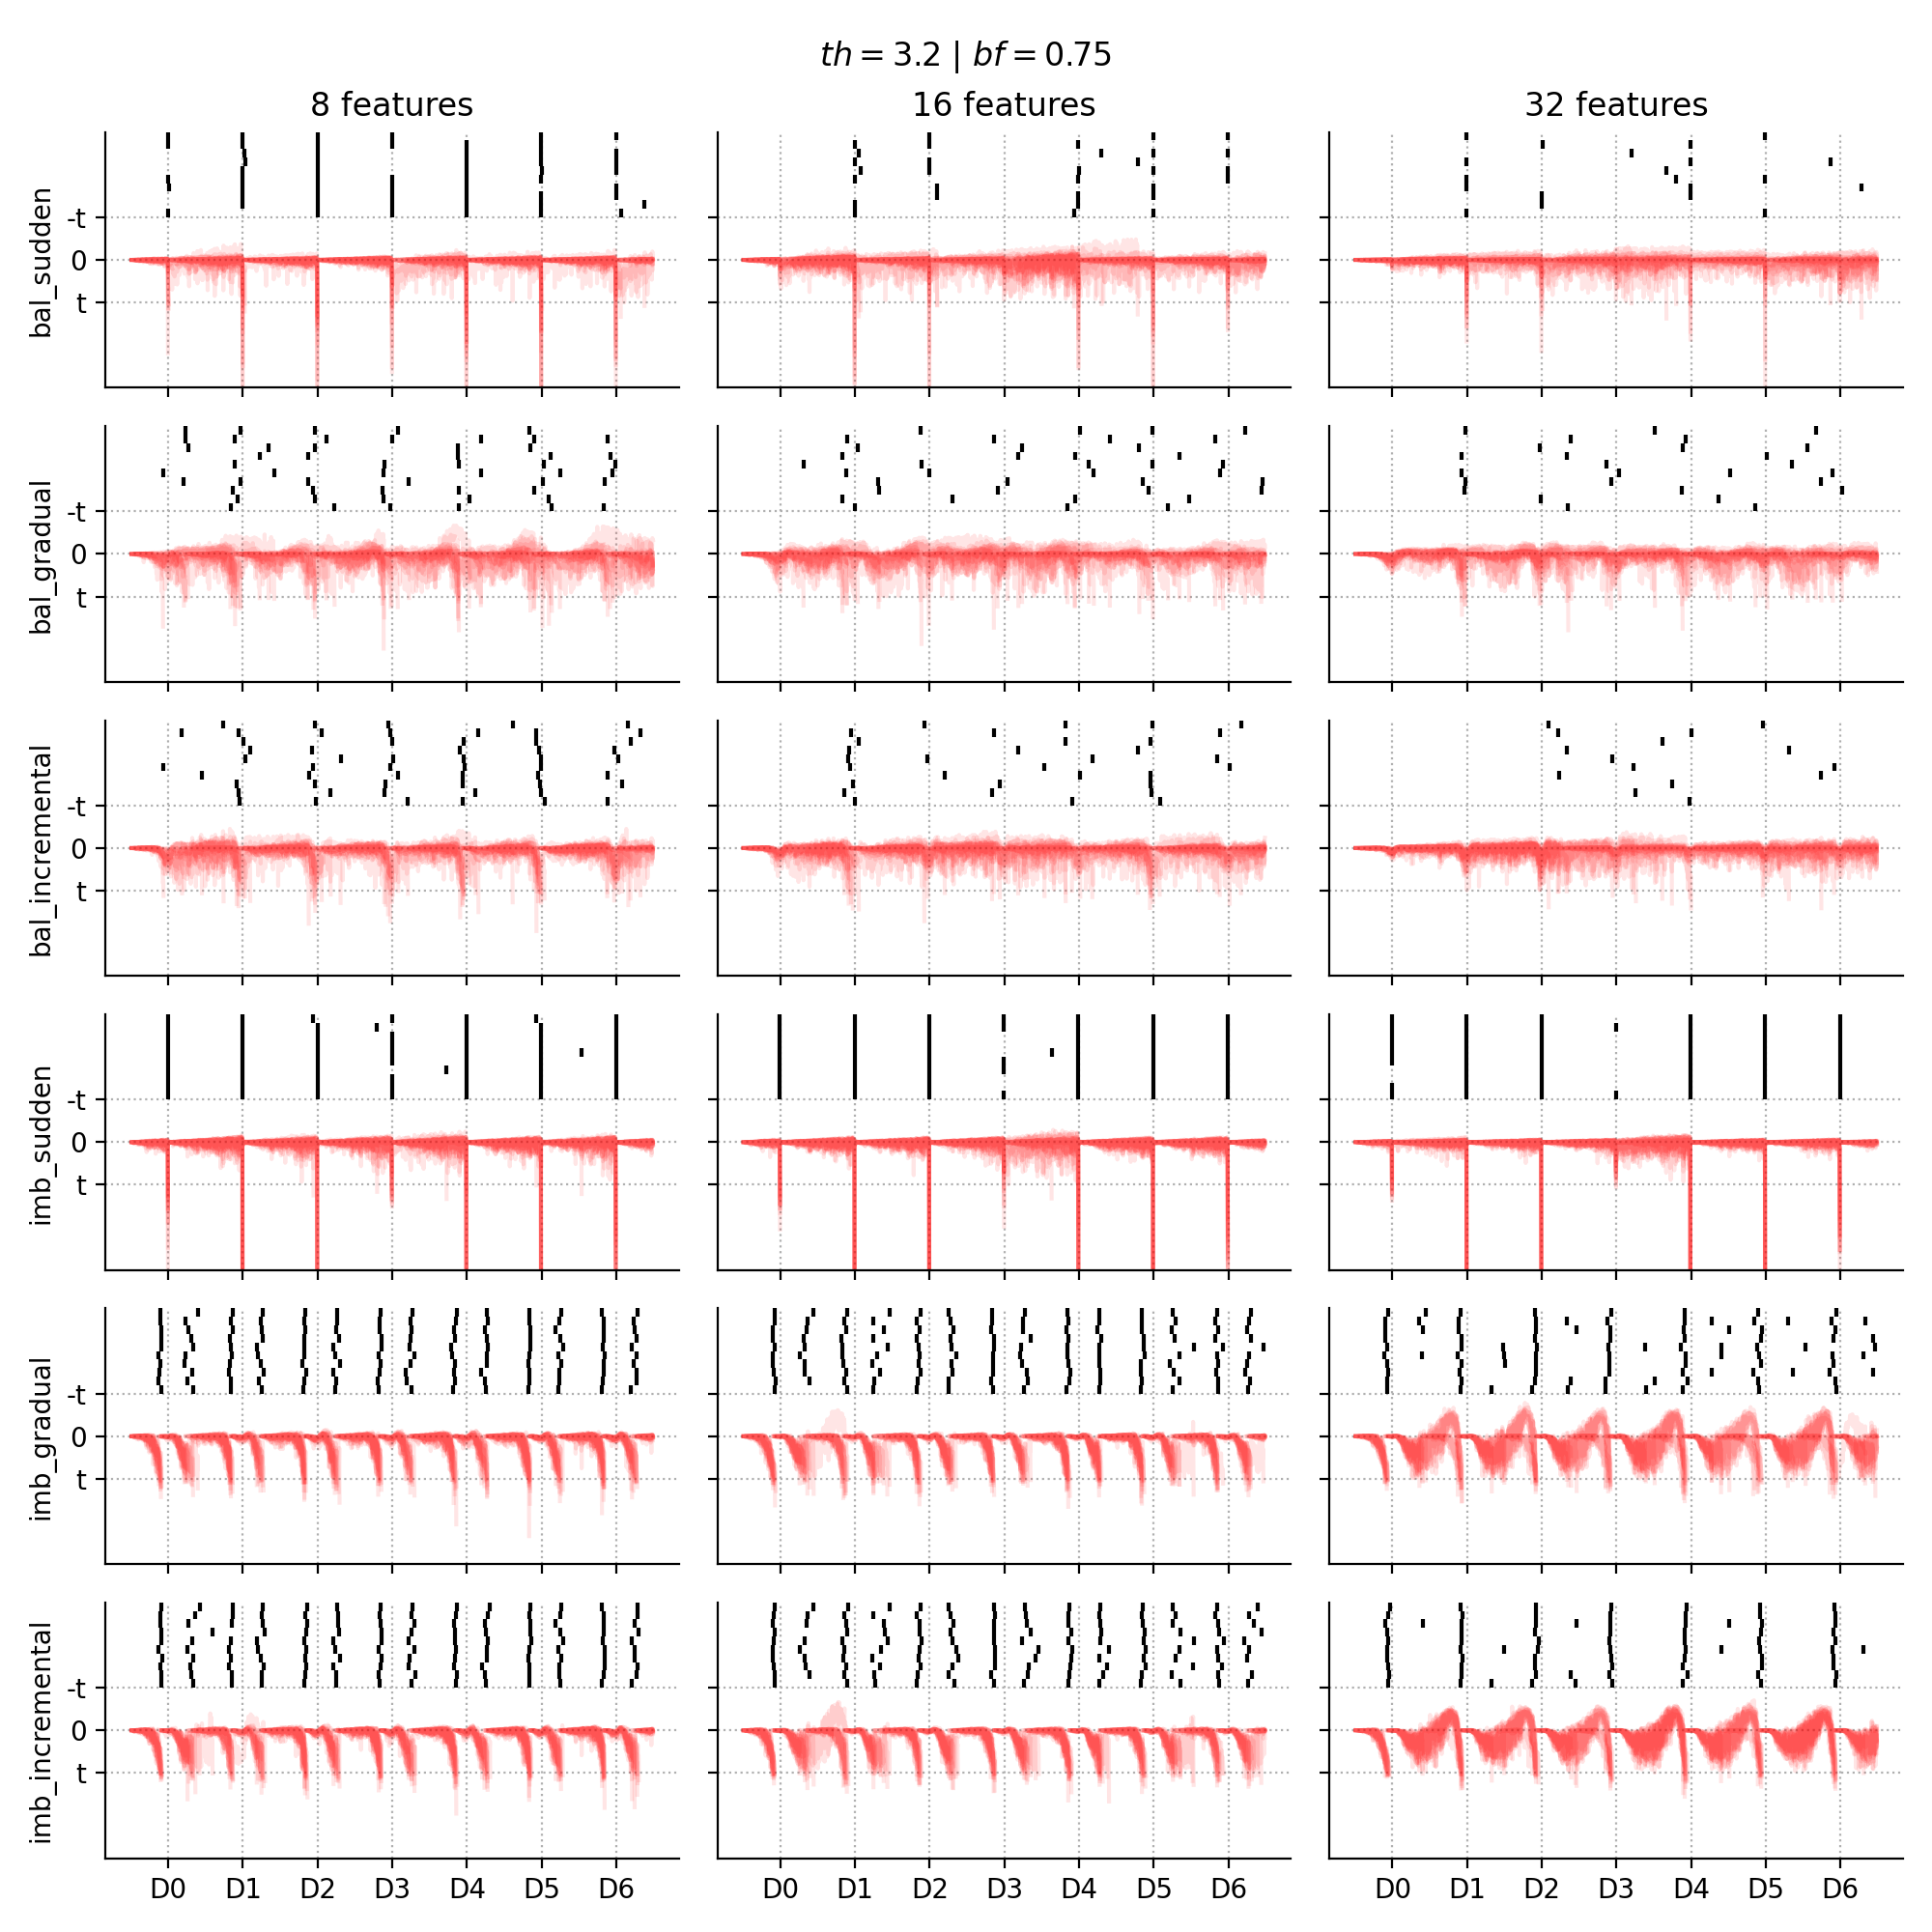 th = 3.2 | bf = 0.75
8 features 16 features 32 features
bal_sudden
-t
0
t
bal_gradual
-t
0
t
bal_incremental
-t
0
t
imb_sudden
-t
0
t
imb_gradual
-t
0
t
imb_incremental
-t
0
t
D0 D1 D2 D3 D4 D5 D6 D0 D1 D2 D3 D4 D5 D6 D0 D1 D2 D3 D4 D5 D6